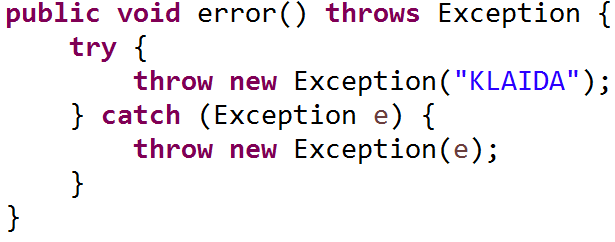 public void error() throws Exception {
    try {
        throw new Exception("KLAIDA");
    } catch (Exception e) {
        throw new Exception(e);
    }
}